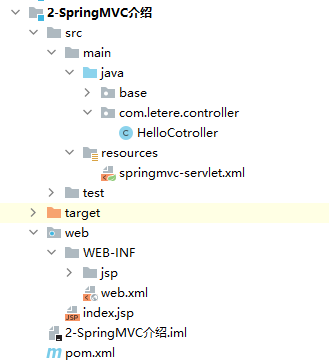 2-SpringMVC介绍
src
main
java
base
com.letere.controller
HelloCotroller
resources
springmvc-servlet.xml
test
target
web
WEB-INF
jsp
web.xml
index.jsp
2-SpringMVC介绍.iml
pom.xml